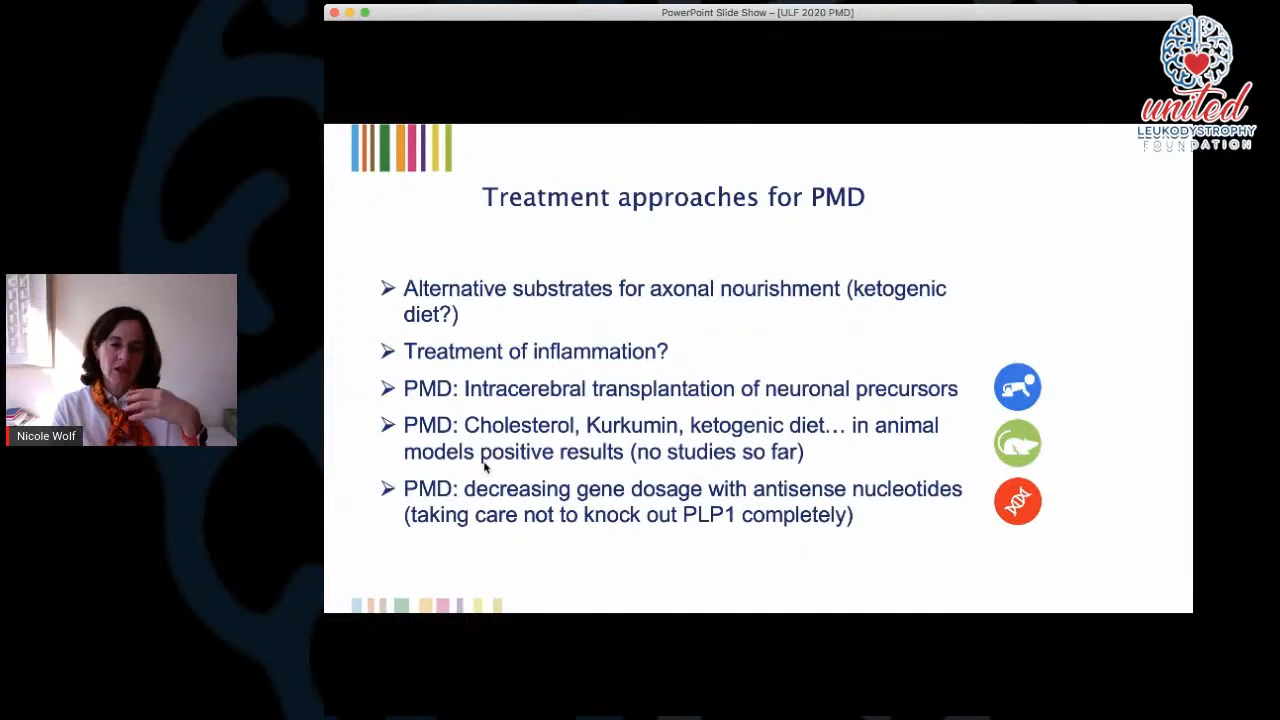 PowerPoint Slide Show – [ULF 2020 PMD]
united
LEUKODYSTROPHY
FOUNDATION
Treatment approaches for PMD
Alternative substrates for axonal nourishment (ketogenic
diet?)
Treatment of inflammation?
PMD: Intracerebral transplantation of neuronal precursors
PMD: Cholesterol, Kurkumin, ketogenic diet… in animal
models positive results (no studies so far)
PMD: decreasing gene dosage with antisense nucleotides
(taking care not to knock out PLP1 completely)
Nicole Wolf